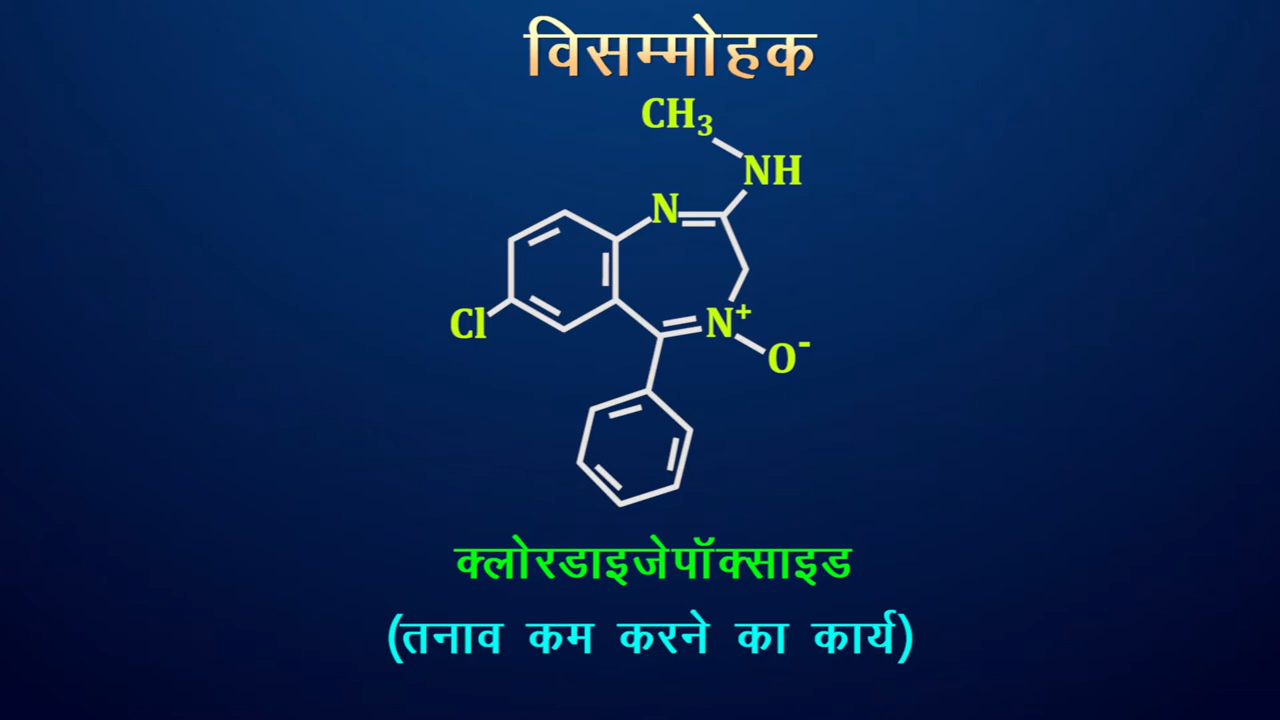 विसम्मोहक
CH₃
NH
N
Cl
N⁺
O⁻
क्लोरडाइजेपॉक्साइड
(तनाव कम करने का कार्य)